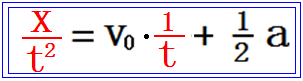 x/t² = v₀ · 1/t + 1/2 a